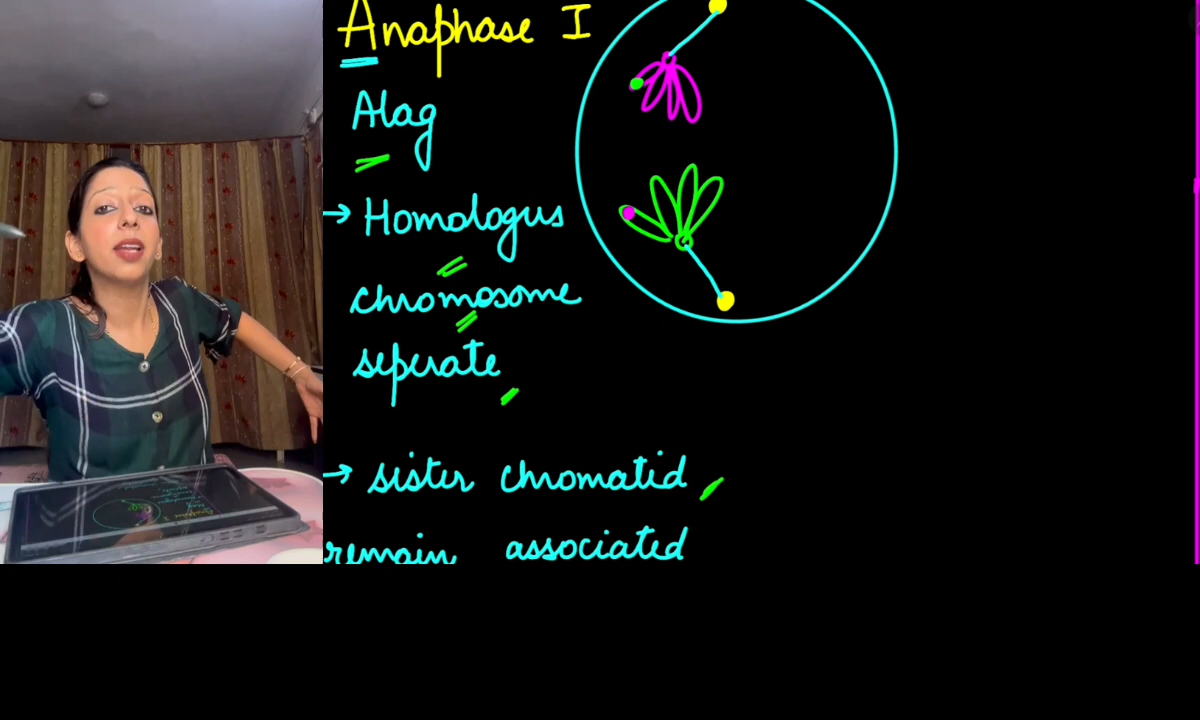 Anaphase I
Alag
→ Homologus
chromosome
seperate
→ sister chromatid
remain associated